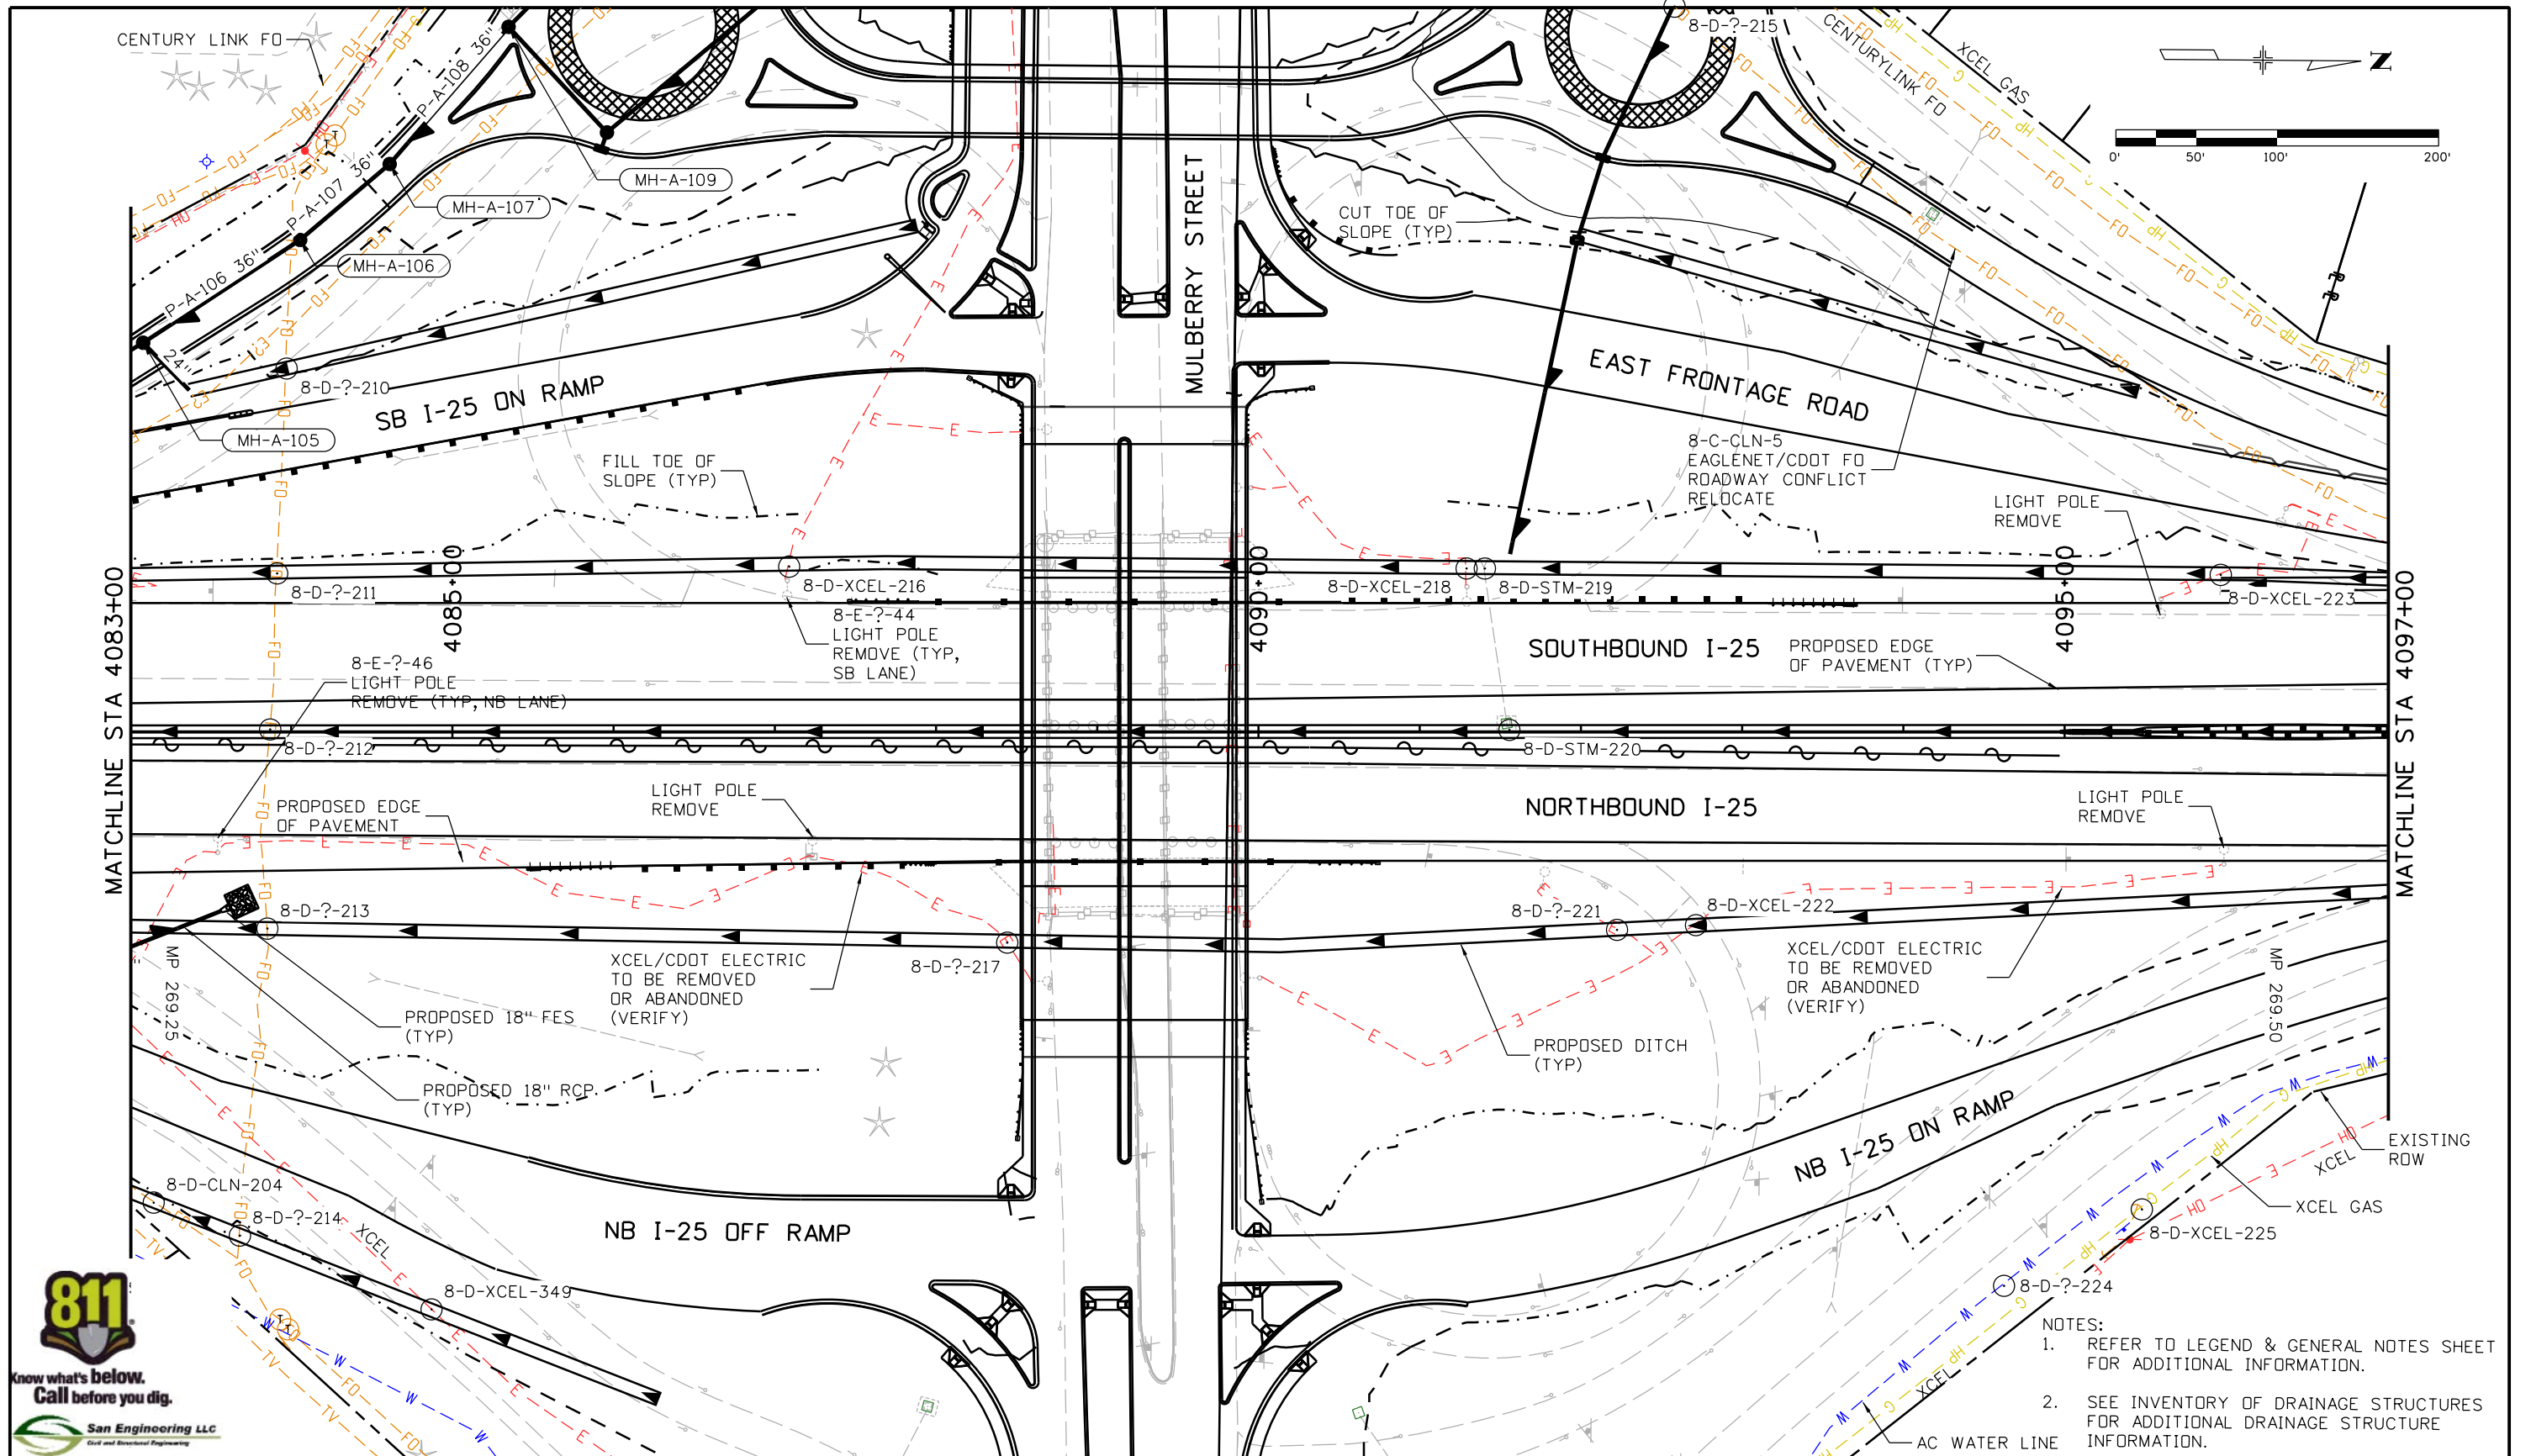 CENTURY LINK FO
P-A-108 36"
8-D-?-215
CENTURYLINK FO
XCEL GAS
N
0' 50' 100' 200'
MH-A-109
MH-A-107
P-A-107 36"
MH-A-106
P-A-106 36"
24"
MH-A-105
8-D-?-210
SB I-25 ON RAMP
MULBERRY STREET
CUT TOE OF
SLOPE (TYP)
EAST FRONTAGE ROAD
8-C-CLN-5
EAGLENET/CDOT FO
ROADWAY CONFLICT
RELOCATE
FILL TOE OF
SLOPE (TYP)
LIGHT POLE
REMOVE
MATCHLINE STA 4083+00
4085+00
4090+00
4095+00
MATCHLINE STA 4097+00
8-D-?-211
8-D-XCEL-216
8-D-XCEL-218
8-D-STM-219
8-D-XCEL-223
8-E-?-44
LIGHT POLE
REMOVE (TYP,
SB LANE)
8-E-?-46
LIGHT POLE
REMOVE (TYP, NB LANE)
SOUTHBOUND I-25
PROPOSED EDGE
OF PAVEMENT (TYP)
8-D-?-212
8-D-STM-220
PROPOSED EDGE
OF PAVEMENT
LIGHT POLE
REMOVE
NORTHBOUND I-25
LIGHT POLE
REMOVE
8-D-?-213
8-D-?-217
8-D-?-221
8-D-XCEL-222
MP 269.25
XCEL/CDOT ELECTRIC
TO BE REMOVED
OR ABANDONED
(VERIFY)
XCEL/CDOT ELECTRIC
TO BE REMOVED
OR ABANDONED
(VERIFY)
MP 269.50
PROPOSED 18" FES
(TYP)
PROPOSED DITCH
(TYP)
PROPOSED 18" RCP
(TYP)
NB I-25 ON RAMP
8-D-CLN-204
8-D-?-214
XCEL
NB I-25 OFF RAMP
8-D-XCEL-349
EXISTING
ROW
XCEL
XCEL GAS
8-D-XCEL-225
8-D-?-224
XCEL
AC WATER LINE
NOTES:
1. REFER TO LEGEND & GENERAL NOTES SHEET
FOR ADDITIONAL INFORMATION.
2. SEE INVENTORY OF DRAINAGE STRUCTURES
FOR ADDITIONAL DRAINAGE STRUCTURE
INFORMATION.
811
Know what's below.
Call before you dig.
San Engineering LLC
Civil and Structural Engineering